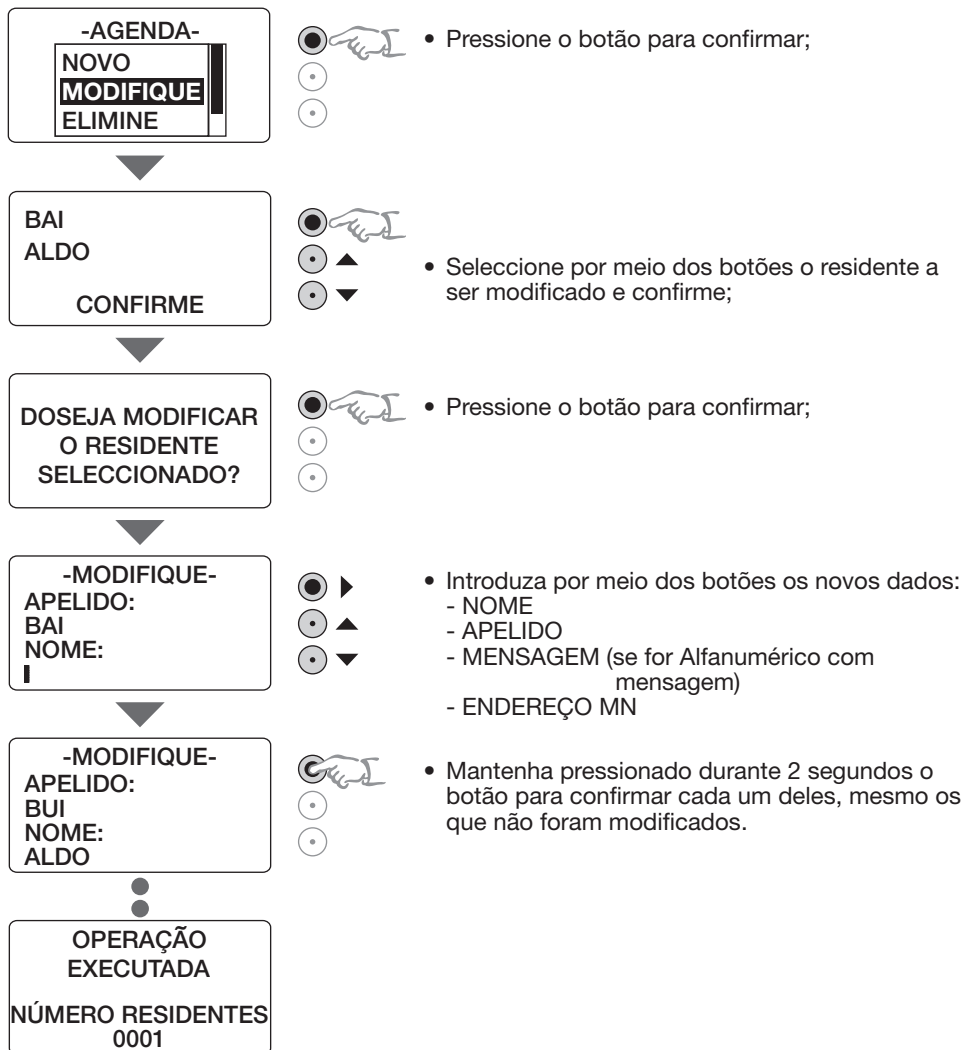 -AGENDA-
NOVO
MODIFIQUE
ELIMINE
• Pressione o botão para confirmar;
BAI
ALDO
CONFIRME
• Seleccione por meio dos botões o residente a
ser modificado e confirme;
DOSEJA MODIFICAR
O RESIDENTE
SELECCIONADO?
• Pressione o botão para confirmar;
-MODIFIQUE-
APELIDO:
BAI
NOME:
• Introduza por meio dos botões os novos dados:
- NOME
- APELIDO
- MENSAGEM (se for Alfanumérico com
mensagem)
- ENDEREÇO MN
-MODIFIQUE-
APELIDO:
BUI
NOME:
ALDO
• Mantenha pressionado durante 2 segundos o
botão para confirmar cada um deles, mesmo os
que não foram modificados.
OPERAÇÃO
EXECUTADA
NÚMERO RESIDENTES
0001